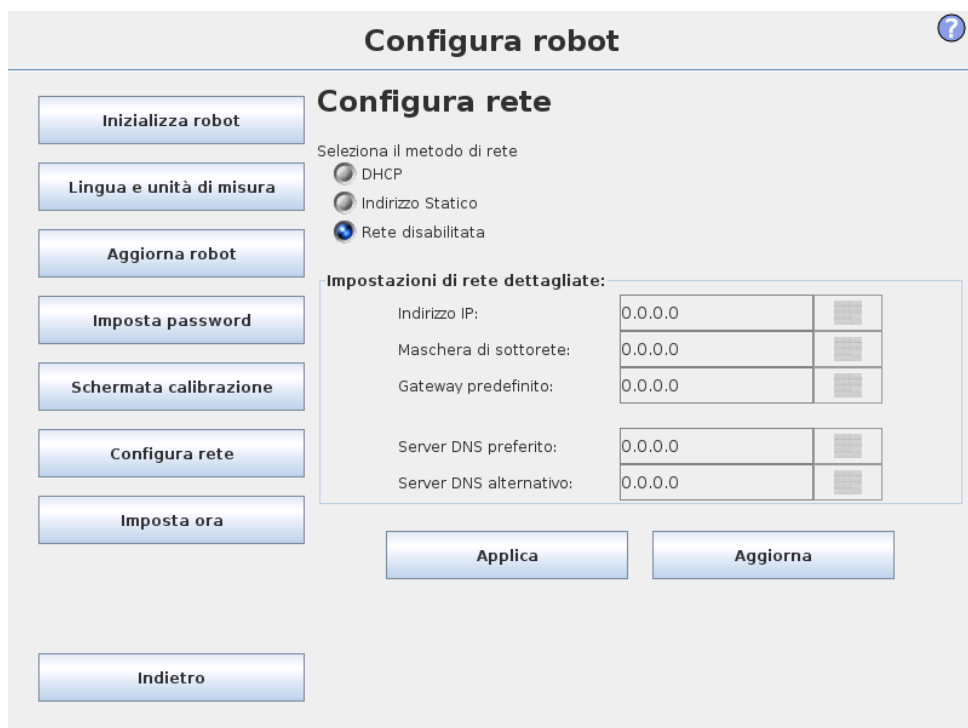 Configura robot
?
Inizializza robot
Lingua e unità di misura
Aggiorna robot
Imposta password
Schermata calibrazione
Configura rete
Imposta ora
Indietro
Configura rete
Seleziona il metodo di rete
DHCP
Indirizzo Statico
Rete disabilitata
Impostazioni di rete dettagliate:
Indirizzo IP: 0.0.0.0
Maschera di sottorete: 0.0.0.0
Gateway predefinito: 0.0.0.0
Server DNS preferito: 0.0.0.0
Server DNS alternativo: 0.0.0.0
Applica Aggiorna